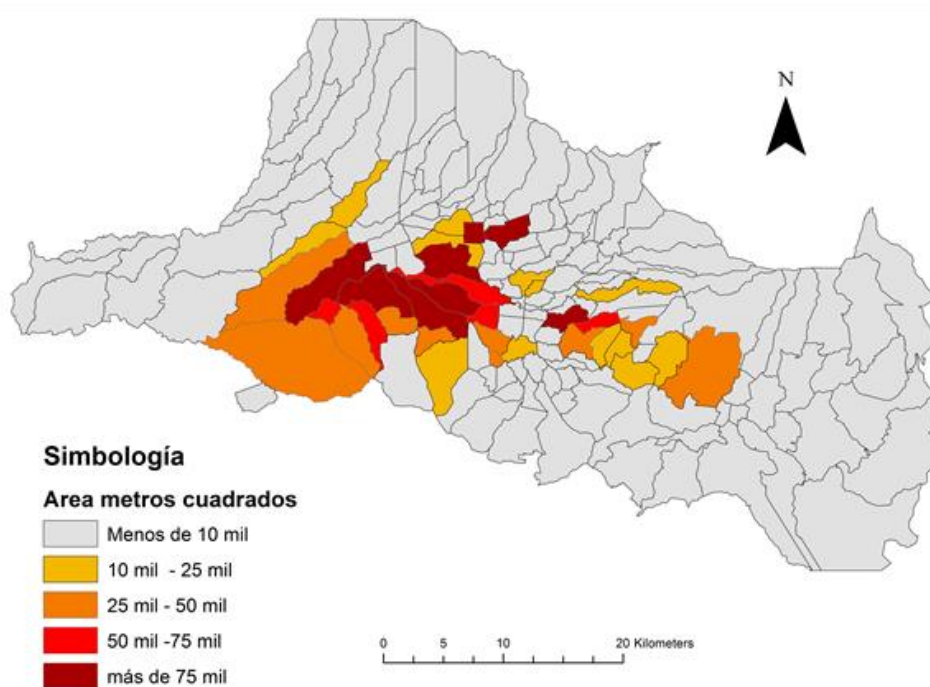 N
Simbología
Area metros cuadrados
Menos de 10 mil
10 mil - 25 mil
25 mil - 50 mil
50 mil -75 mil
más de 75 mil
0 5 10 20 Kilometers